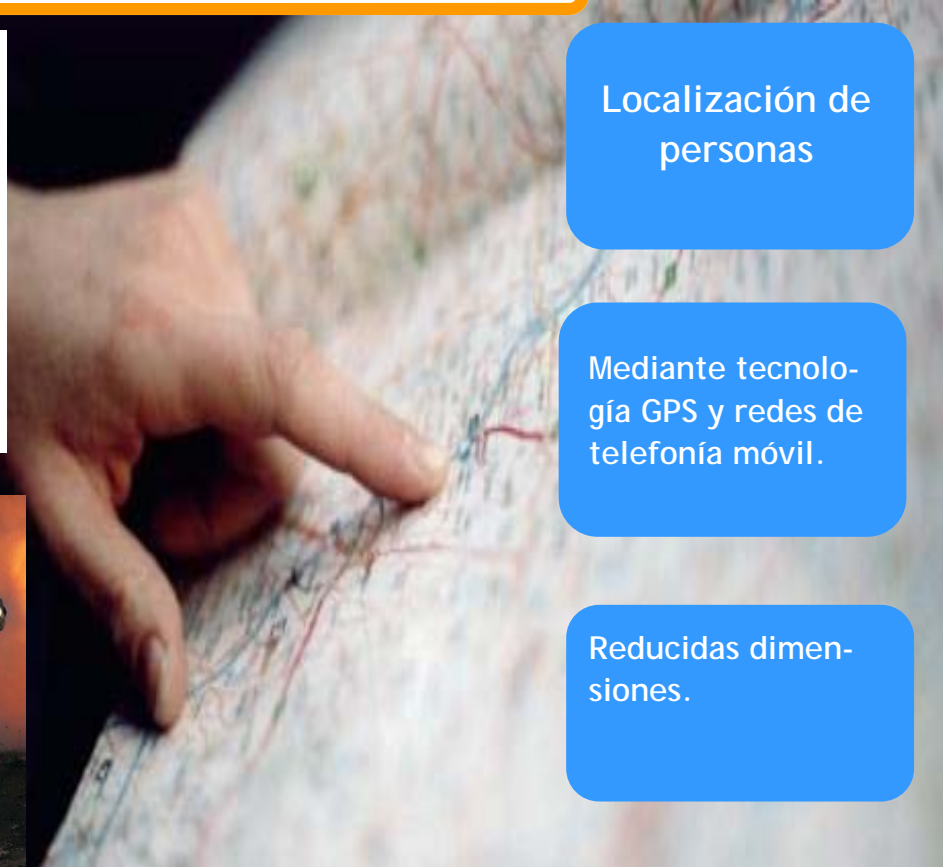 Localización de
personas
Mediante tecnolo-
gía GPS y redes de
telefonía móvil.
Reducidas dimen-
siones.